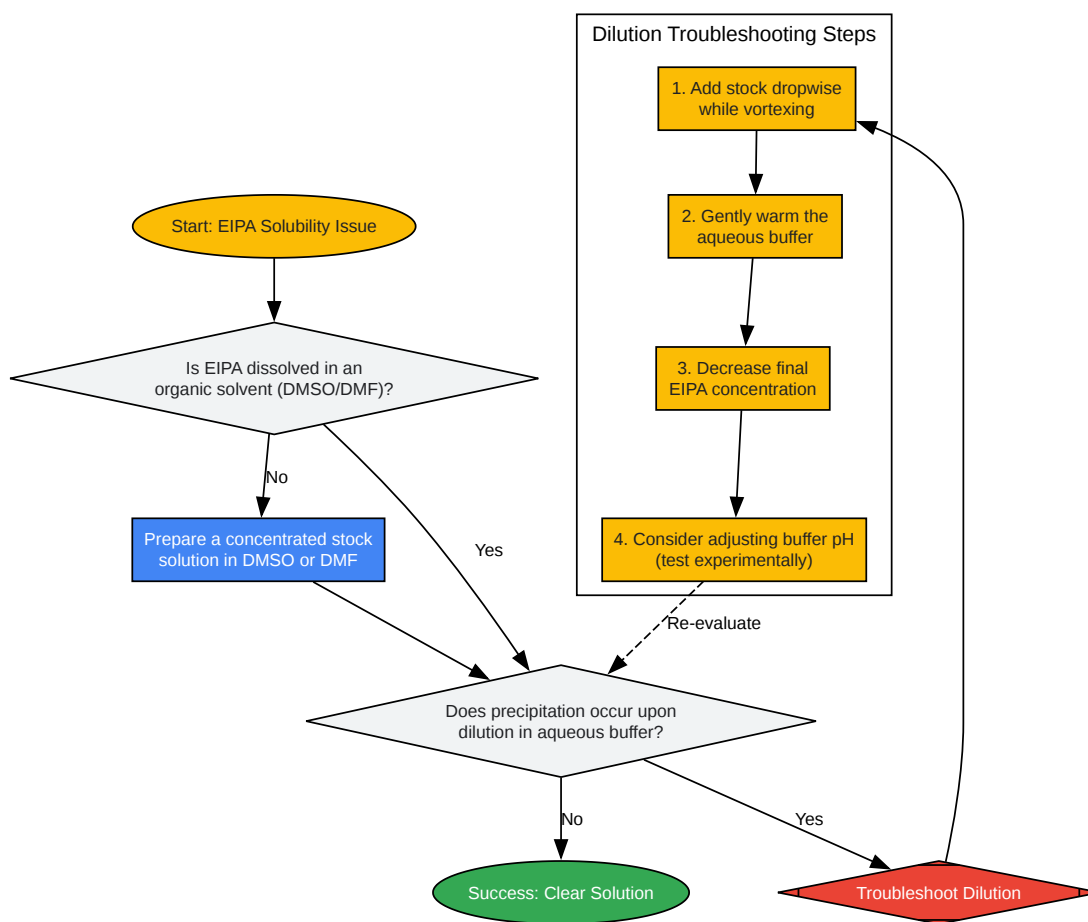 Dilution Troubleshooting Steps
1. Add stock dropwise
while vortexing
2. Gently warm the
aqueous buffer
Start: EIPA Solubility Issue
Is EIPA dissolved in an
organic solvent (DMSO/DMF)?
3. Decrease final
EIPA concentration
No
Prepare a concentrated stock
solution in DMSO or DMF
Yes
4. Consider adjusting buffer pH
(test experimentally)
Re-evaluate
Does precipitation occur upon
dilution in aqueous buffer?
No
Yes
Success: Clear Solution
Troubleshoot Dilution